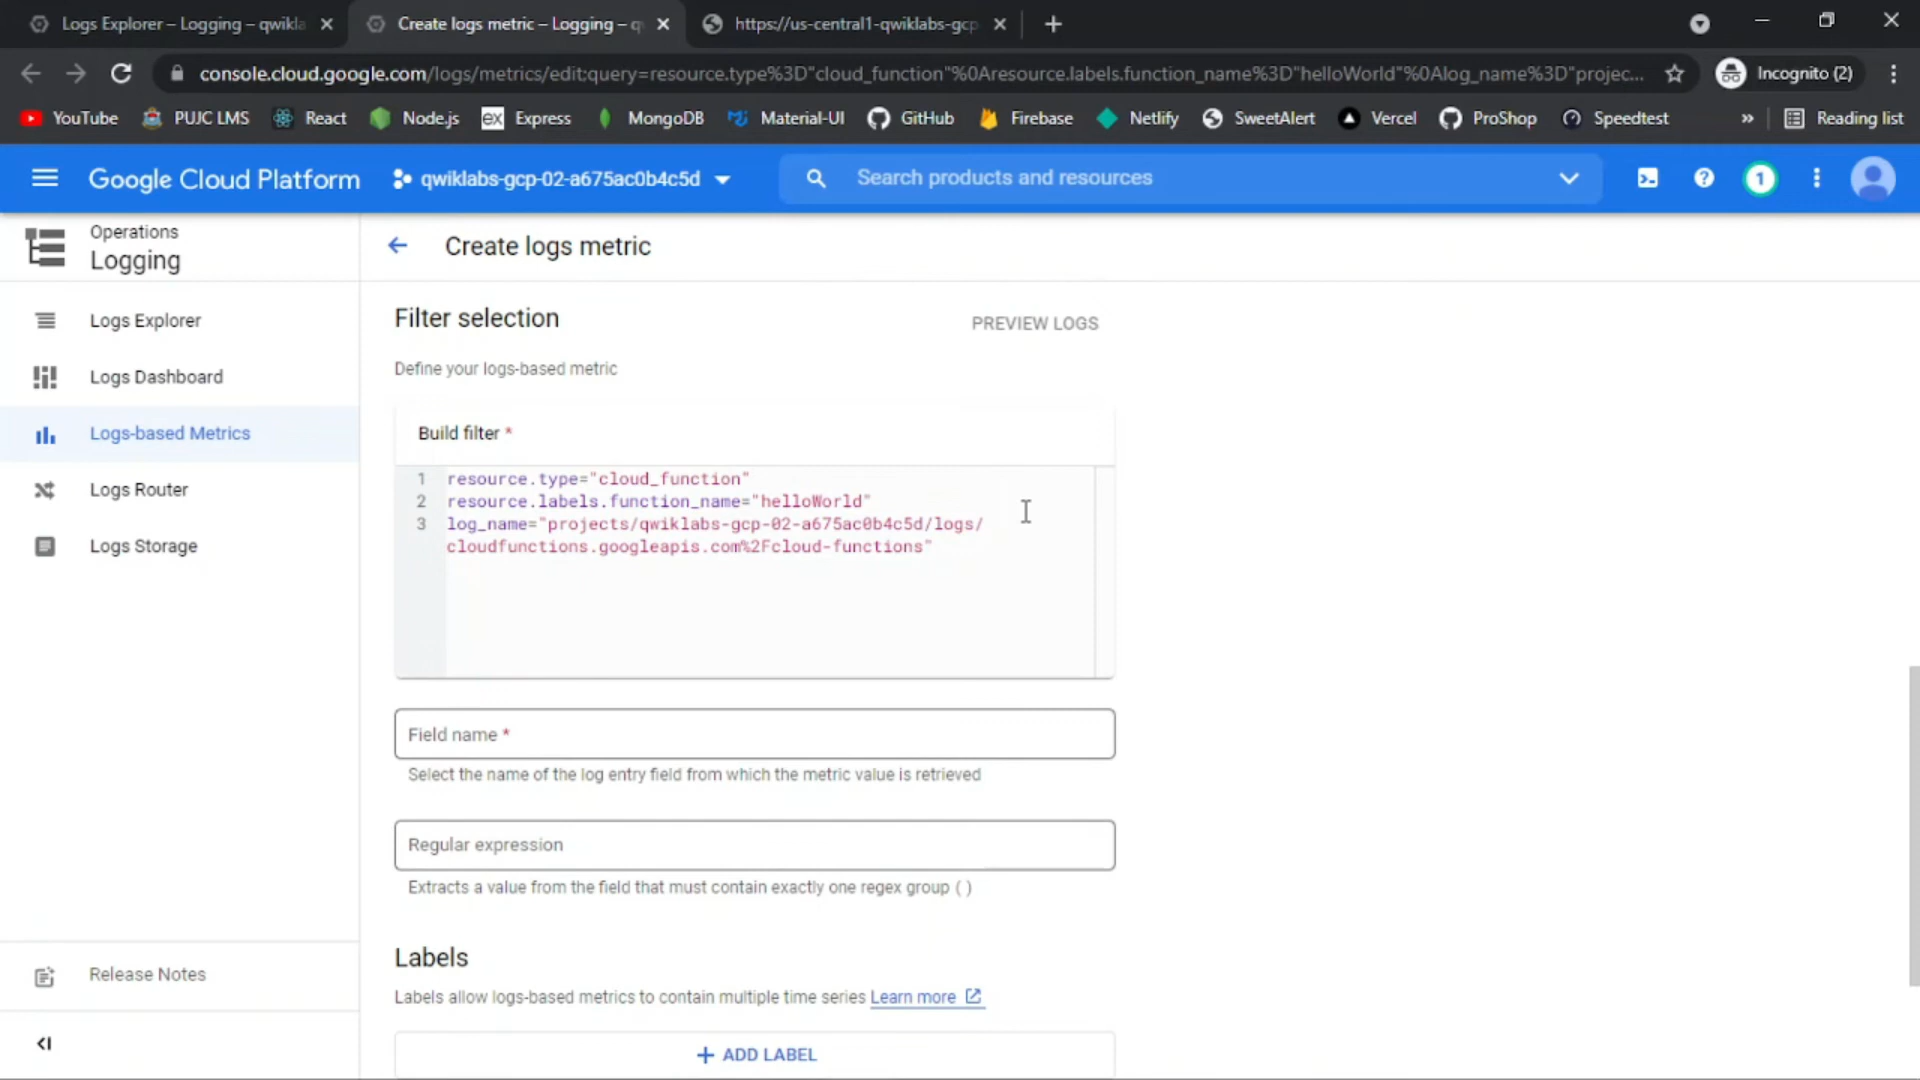 Logs Explorer – Logging – qwikla
Create logs metric – Logging – q
https://us-central1-qwiklabs-gcp
console.cloud.google.com/logs/metrics/edit;query=resource.type%3D"cloud_function"%0Aresource.labels.function_name%3D"helloWorld"%0Alog_name%3D"projec...
Incognito (2)
YouTube
PUJC LMS
React
Node.js
ex
Express
MongoDB
Material-UI
GitHub
Firebase
Netlify
SweetAlert
Vercel
ProShop
Speedtest
»
Reading list
Google Cloud Platform
qwiklabs-gcp-02-a675ac0b4c5d
Search products and resources
1
Operations
Logging
Create logs metric
Logs Explorer
Logs Dashboard
Logs-based Metrics
Logs Router
Logs Storage
Release Notes
Filter selection
PREVIEW LOGS
Define your logs-based metric
Build filter *
1 resource.type="cloud_function"
2 resource.labels.function_name="helloWorld"
3 log_name="projects/qwiklabs-gcp-02-a675ac0b4c5d/logs/
cloudfunctions.googleapis.com%2Fcloud-functions"
Field name *
Select the name of the log entry field from which the metric value is retrieved
Regular expression
Extracts a value from the field that must contain exactly one regex group ( )
Labels
Labels allow logs-based metrics to contain multiple time series Learn more
+ ADD LABEL